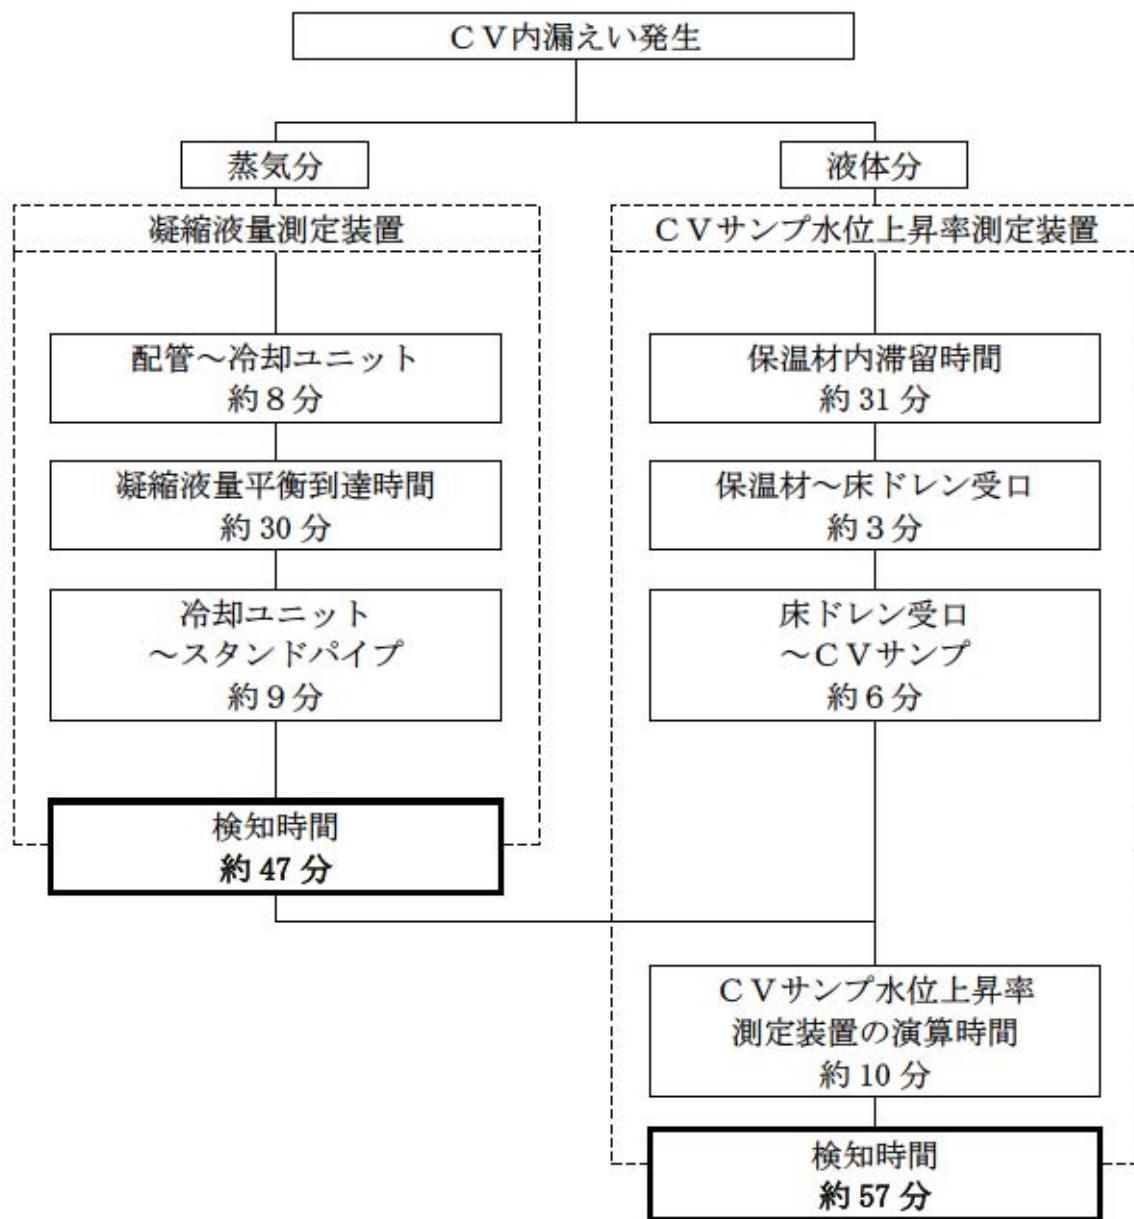 ＣＶ内漏えい発生
蒸気分
凝縮液量測定装置
配管～冷却ユニット
約８分
凝縮液量平衡到達時間
約 30 分
冷却ユニット
～スタンドパイプ
約９分
検知時間
約 47 分
液体分
ＣＶサンプ水位上昇率測定装置
保温材内滞留時間
約 31 分
保温材～床ドレン受口
約３分
床ドレン受口
～ＣＶサンプ
約６分
ＣＶサンプ水位上昇率
測定装置の演算時間
約 10 分
検知時間
約 57 分